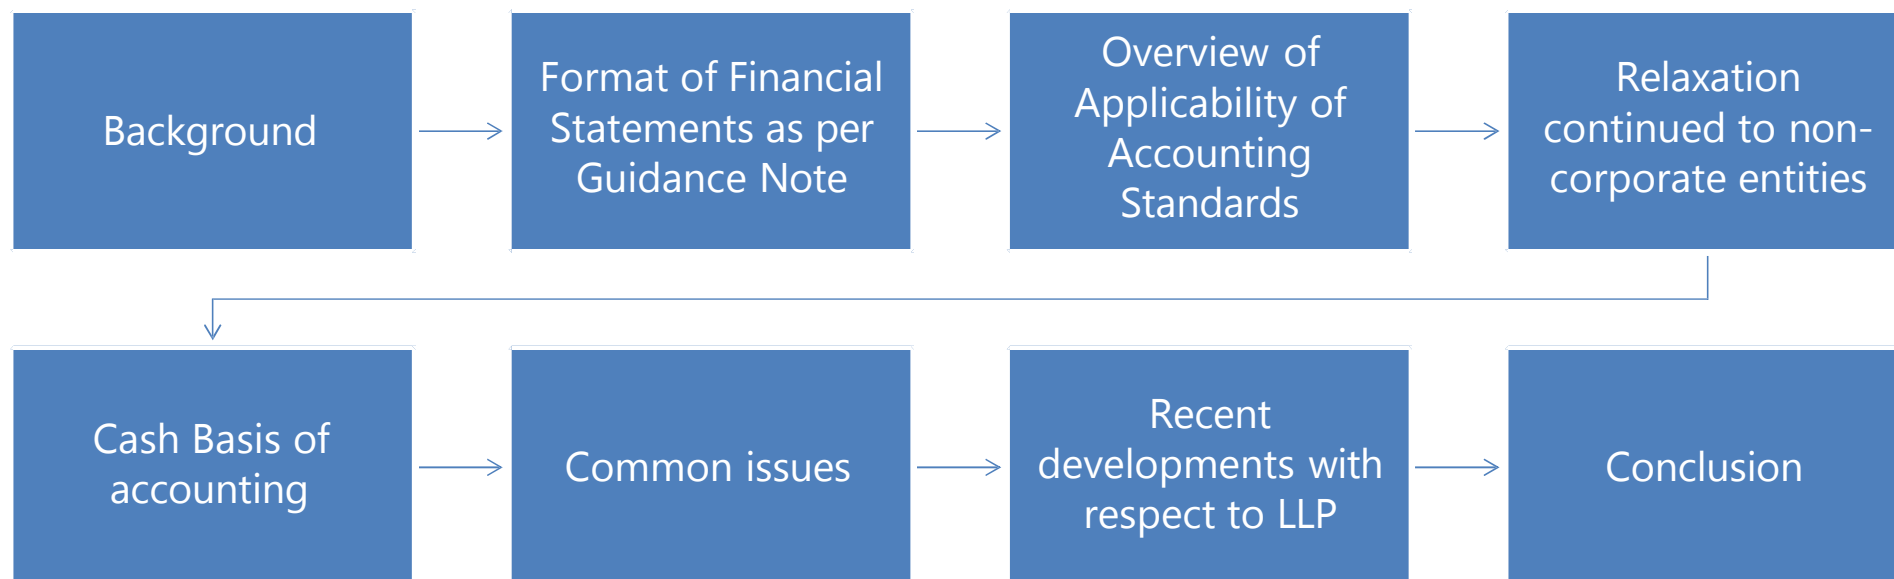 Background
Format of Financial
Statements as per
Guidance Note
Overview of
Applicability of
Accounting
Standards
Relaxation
continued to non-
corporate entities
Cash Basis of
accounting
Common issues
Recent
developments with
respect to LLP
Conclusion